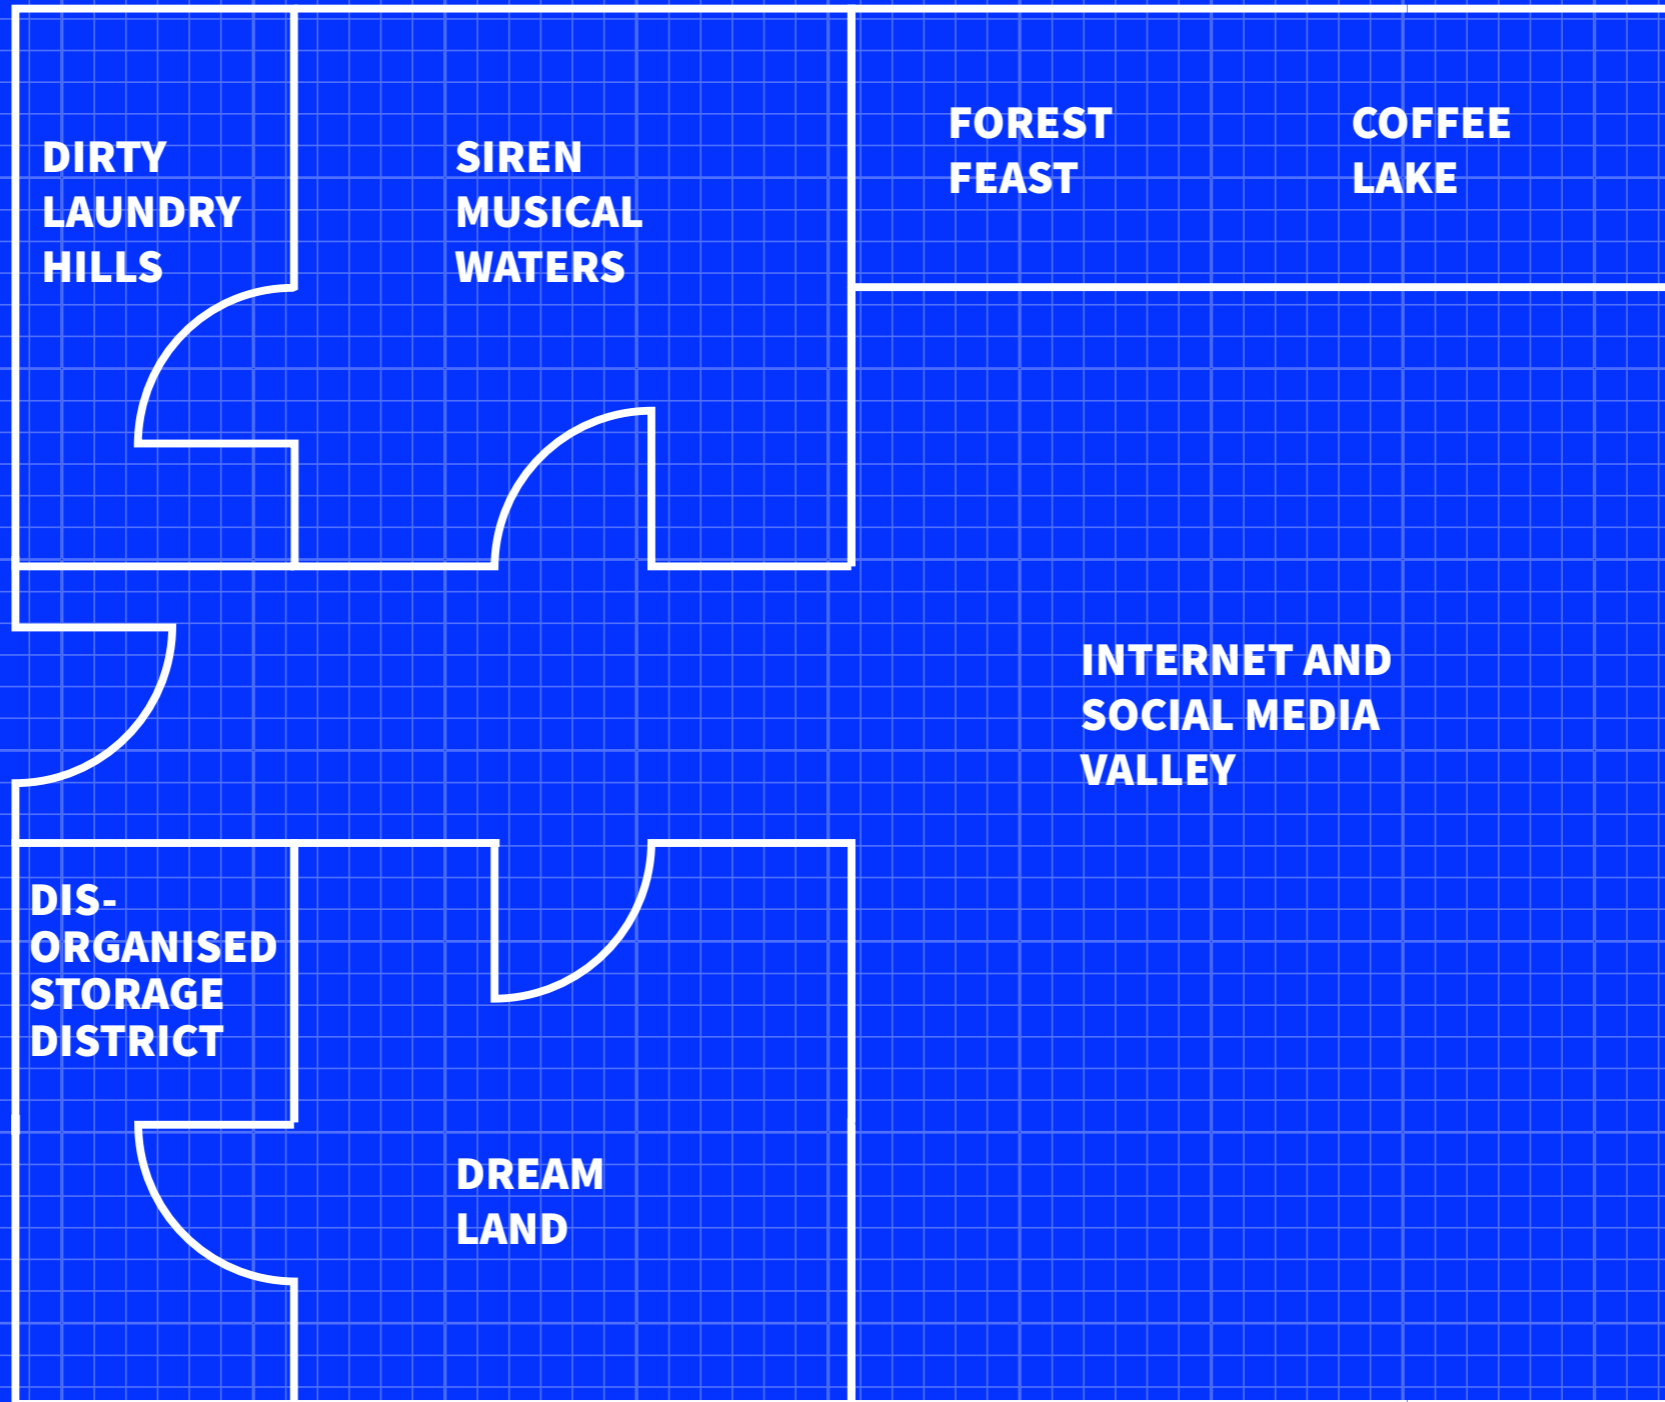 DIRTY
LAUNDRY
HILLS
SIREN
MUSICAL
WATERS
FOREST
FEAST
COFFEE
LAKE
INTERNET AND
SOCIAL MEDIA
VALLEY
DIS-
ORGANISED
STORAGE
DISTRICT
DREAM
LAND